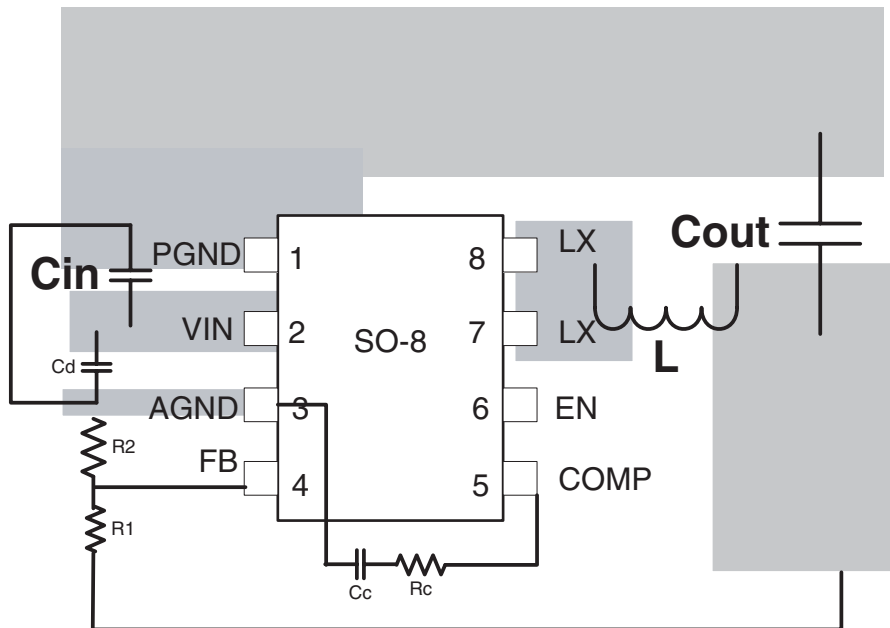 PGND
1
8
LX
Cout
Cin
VIN
2
SO-8
7
LX
L
Cd
AGND
3
6
EN
R2
FB
4
5
COMP
R1
Cc
Rc